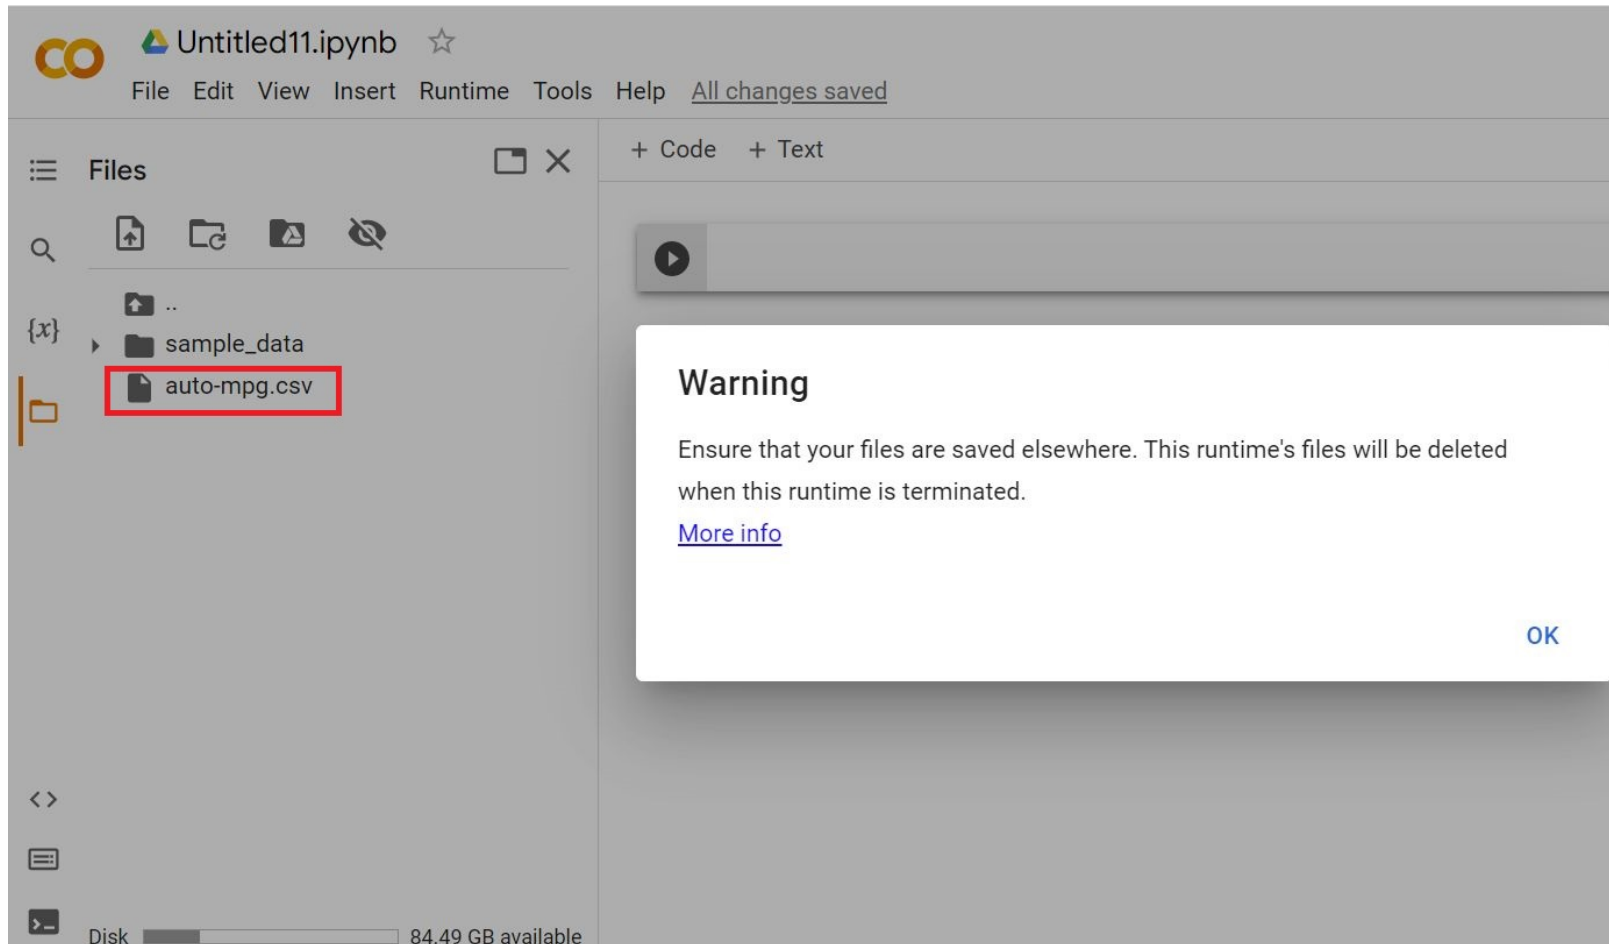 Untitled11.ipynb
File Edit View Insert Runtime Tools Help All changes saved
Files
+ Code + Text
..
{x}
sample_data
auto-mpg.csv
Warning
Ensure that your files are saved elsewhere. This runtime's files will be deleted
when this runtime is terminated.
More info
OK
Disk 84.49 GB available